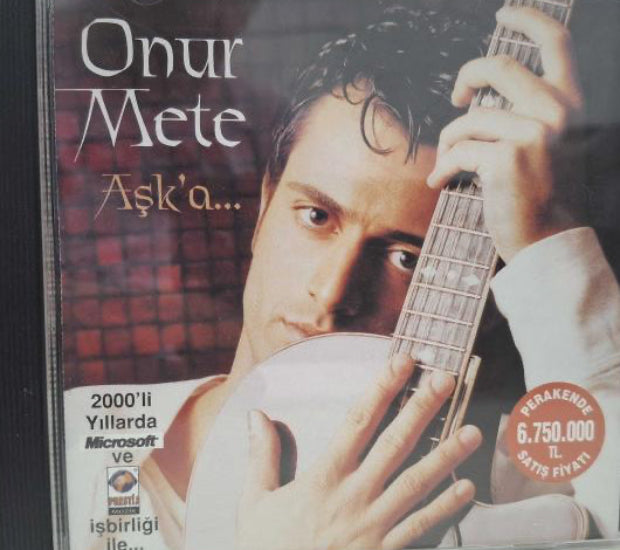 Onur
Mete
Aşk'a...
2000'li
Yıllarda
Microsoft
ve
işbirliği
ile...
PERAKENDE
6.750.000
TL
SATIŞ FİYATI